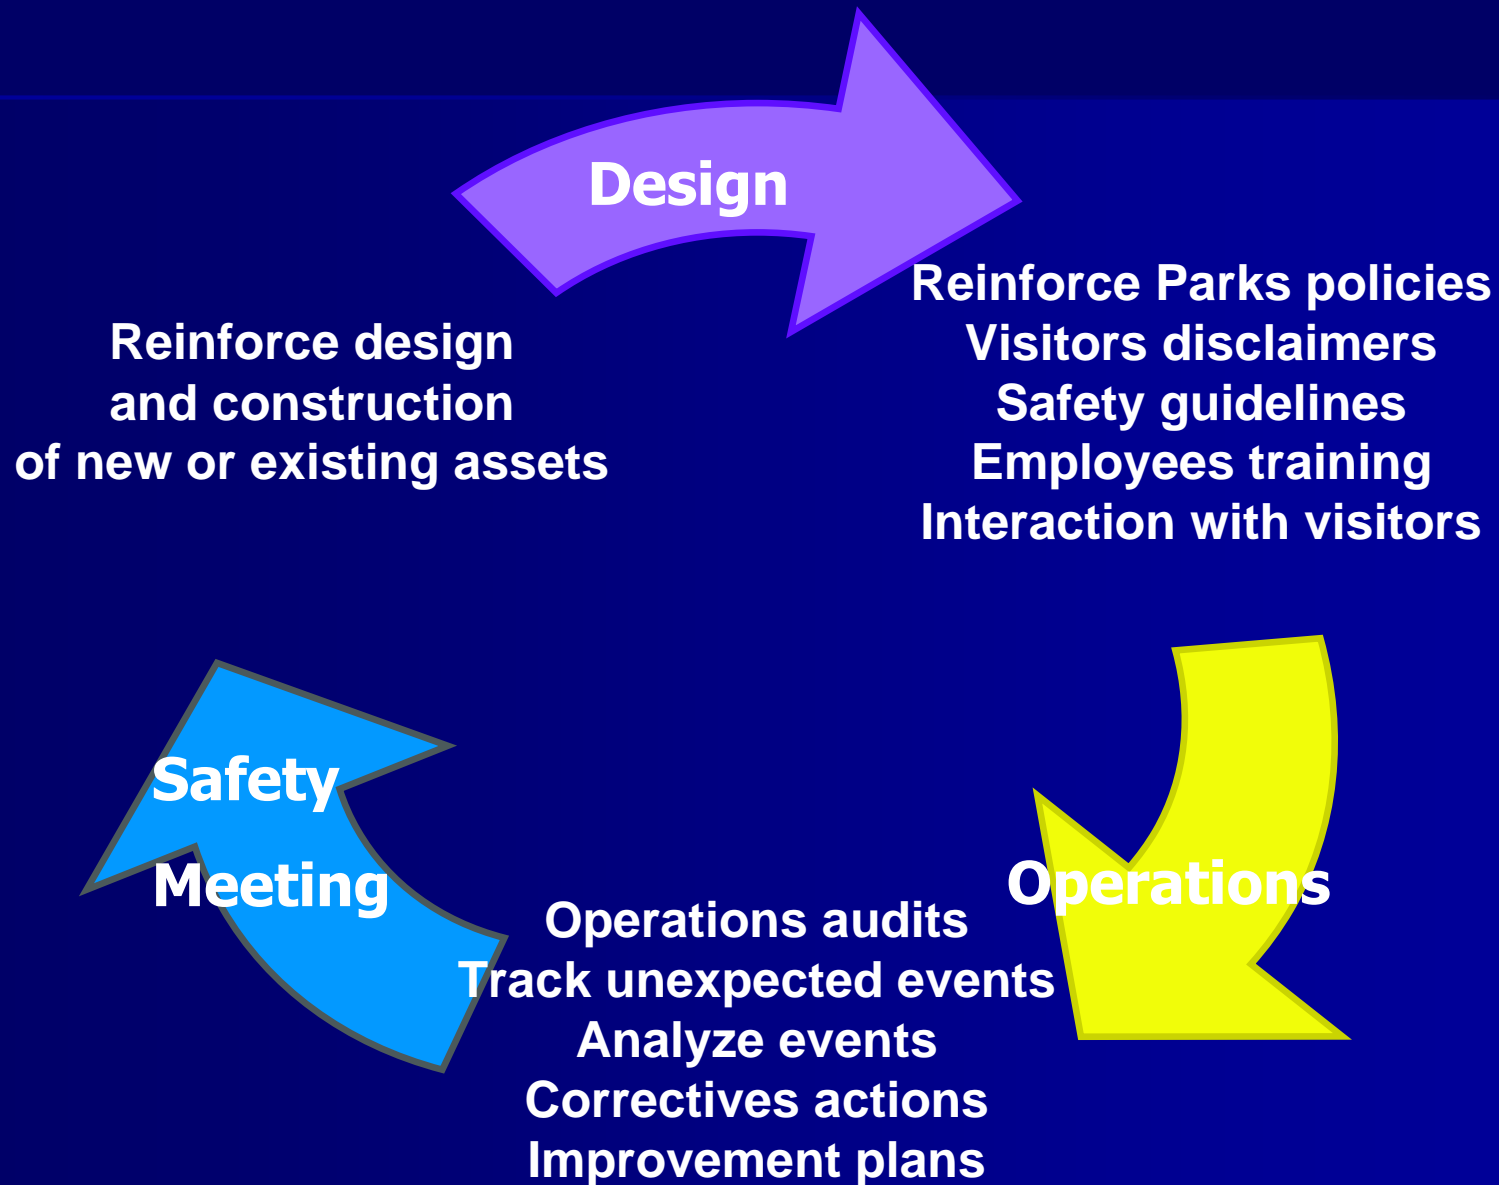 Design
Reinforce design
and construction
of new or existing assets
Reinforce Parks policies
Visitors disclaimers
Safety guidelines
Employees training
Interaction with visitors
Safety
Meeting
Operations
Operations audits
Track unexpected events
Analyze events
Correctives actions
Improvement plans